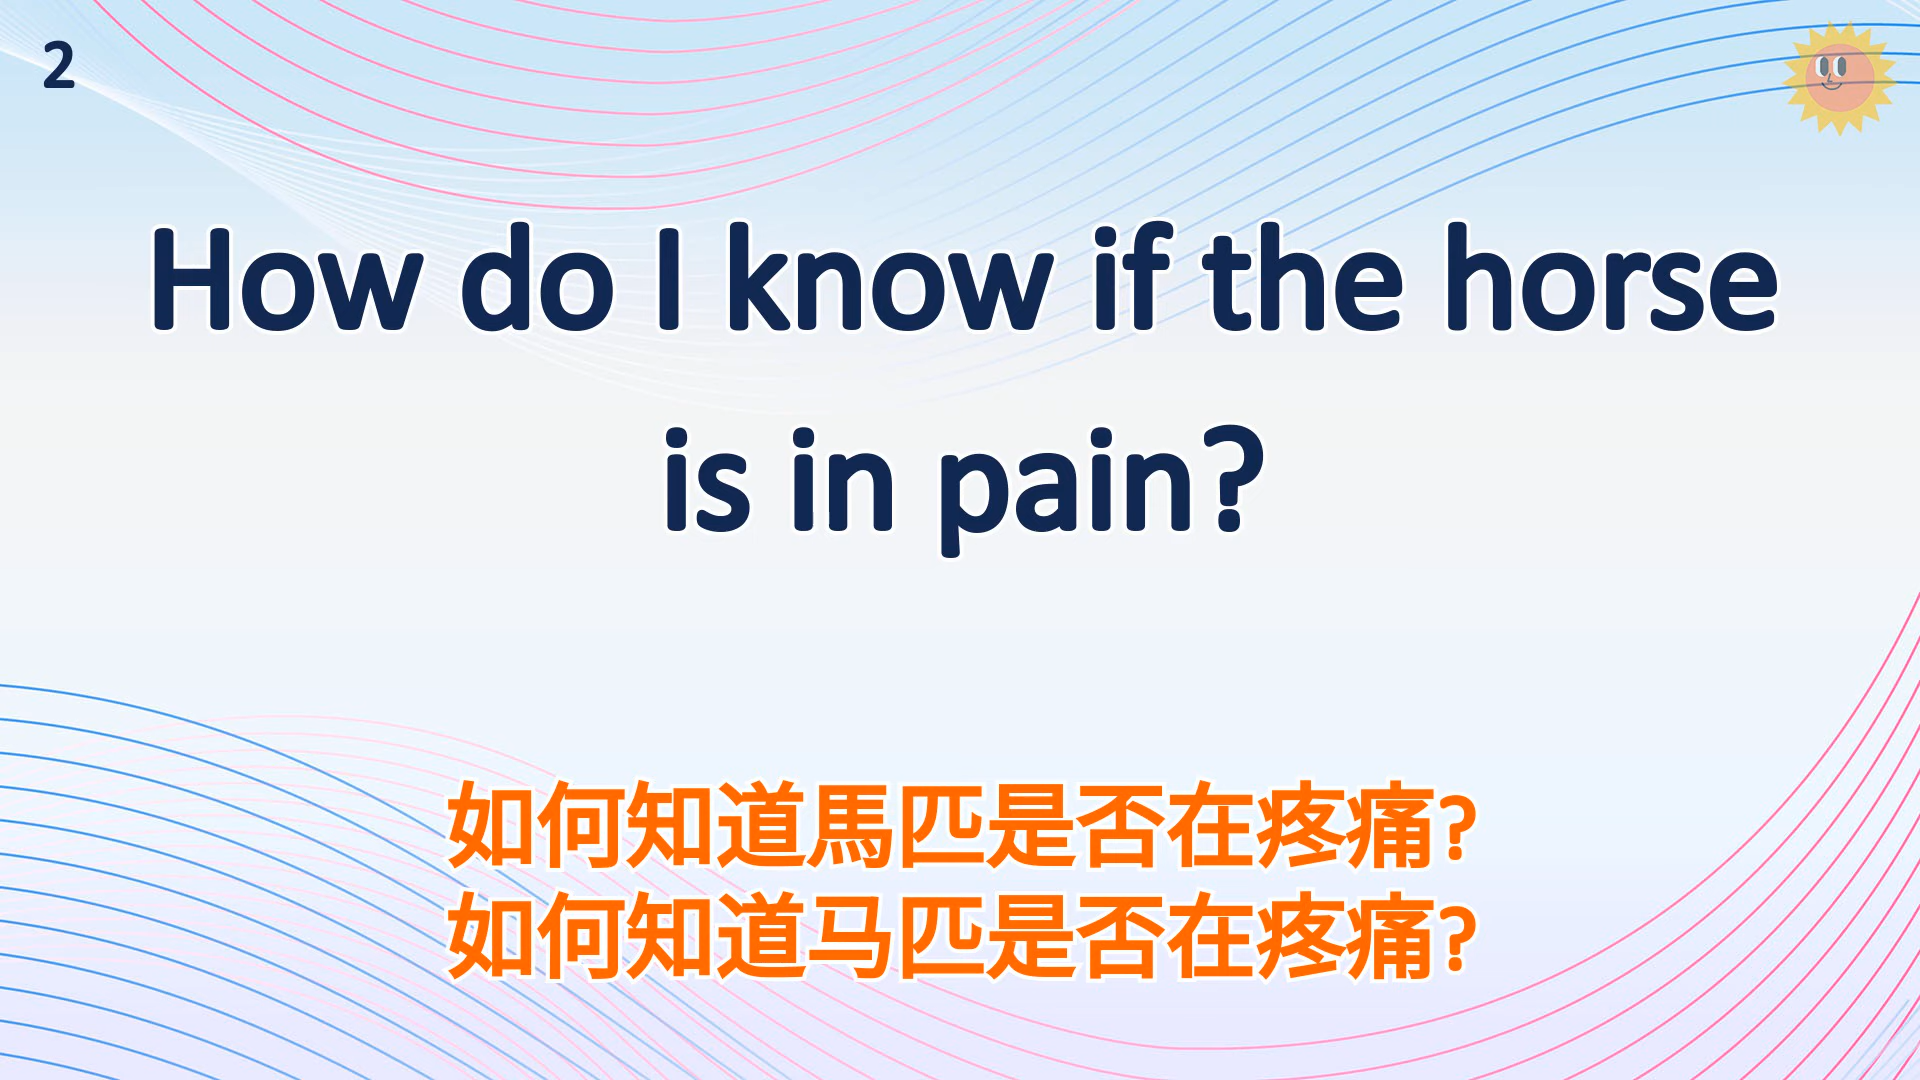 2
How do I know if the horse
is in pain?
如何知道馬匹是否在疼痛?
如何知道马匹是否在疼痛?